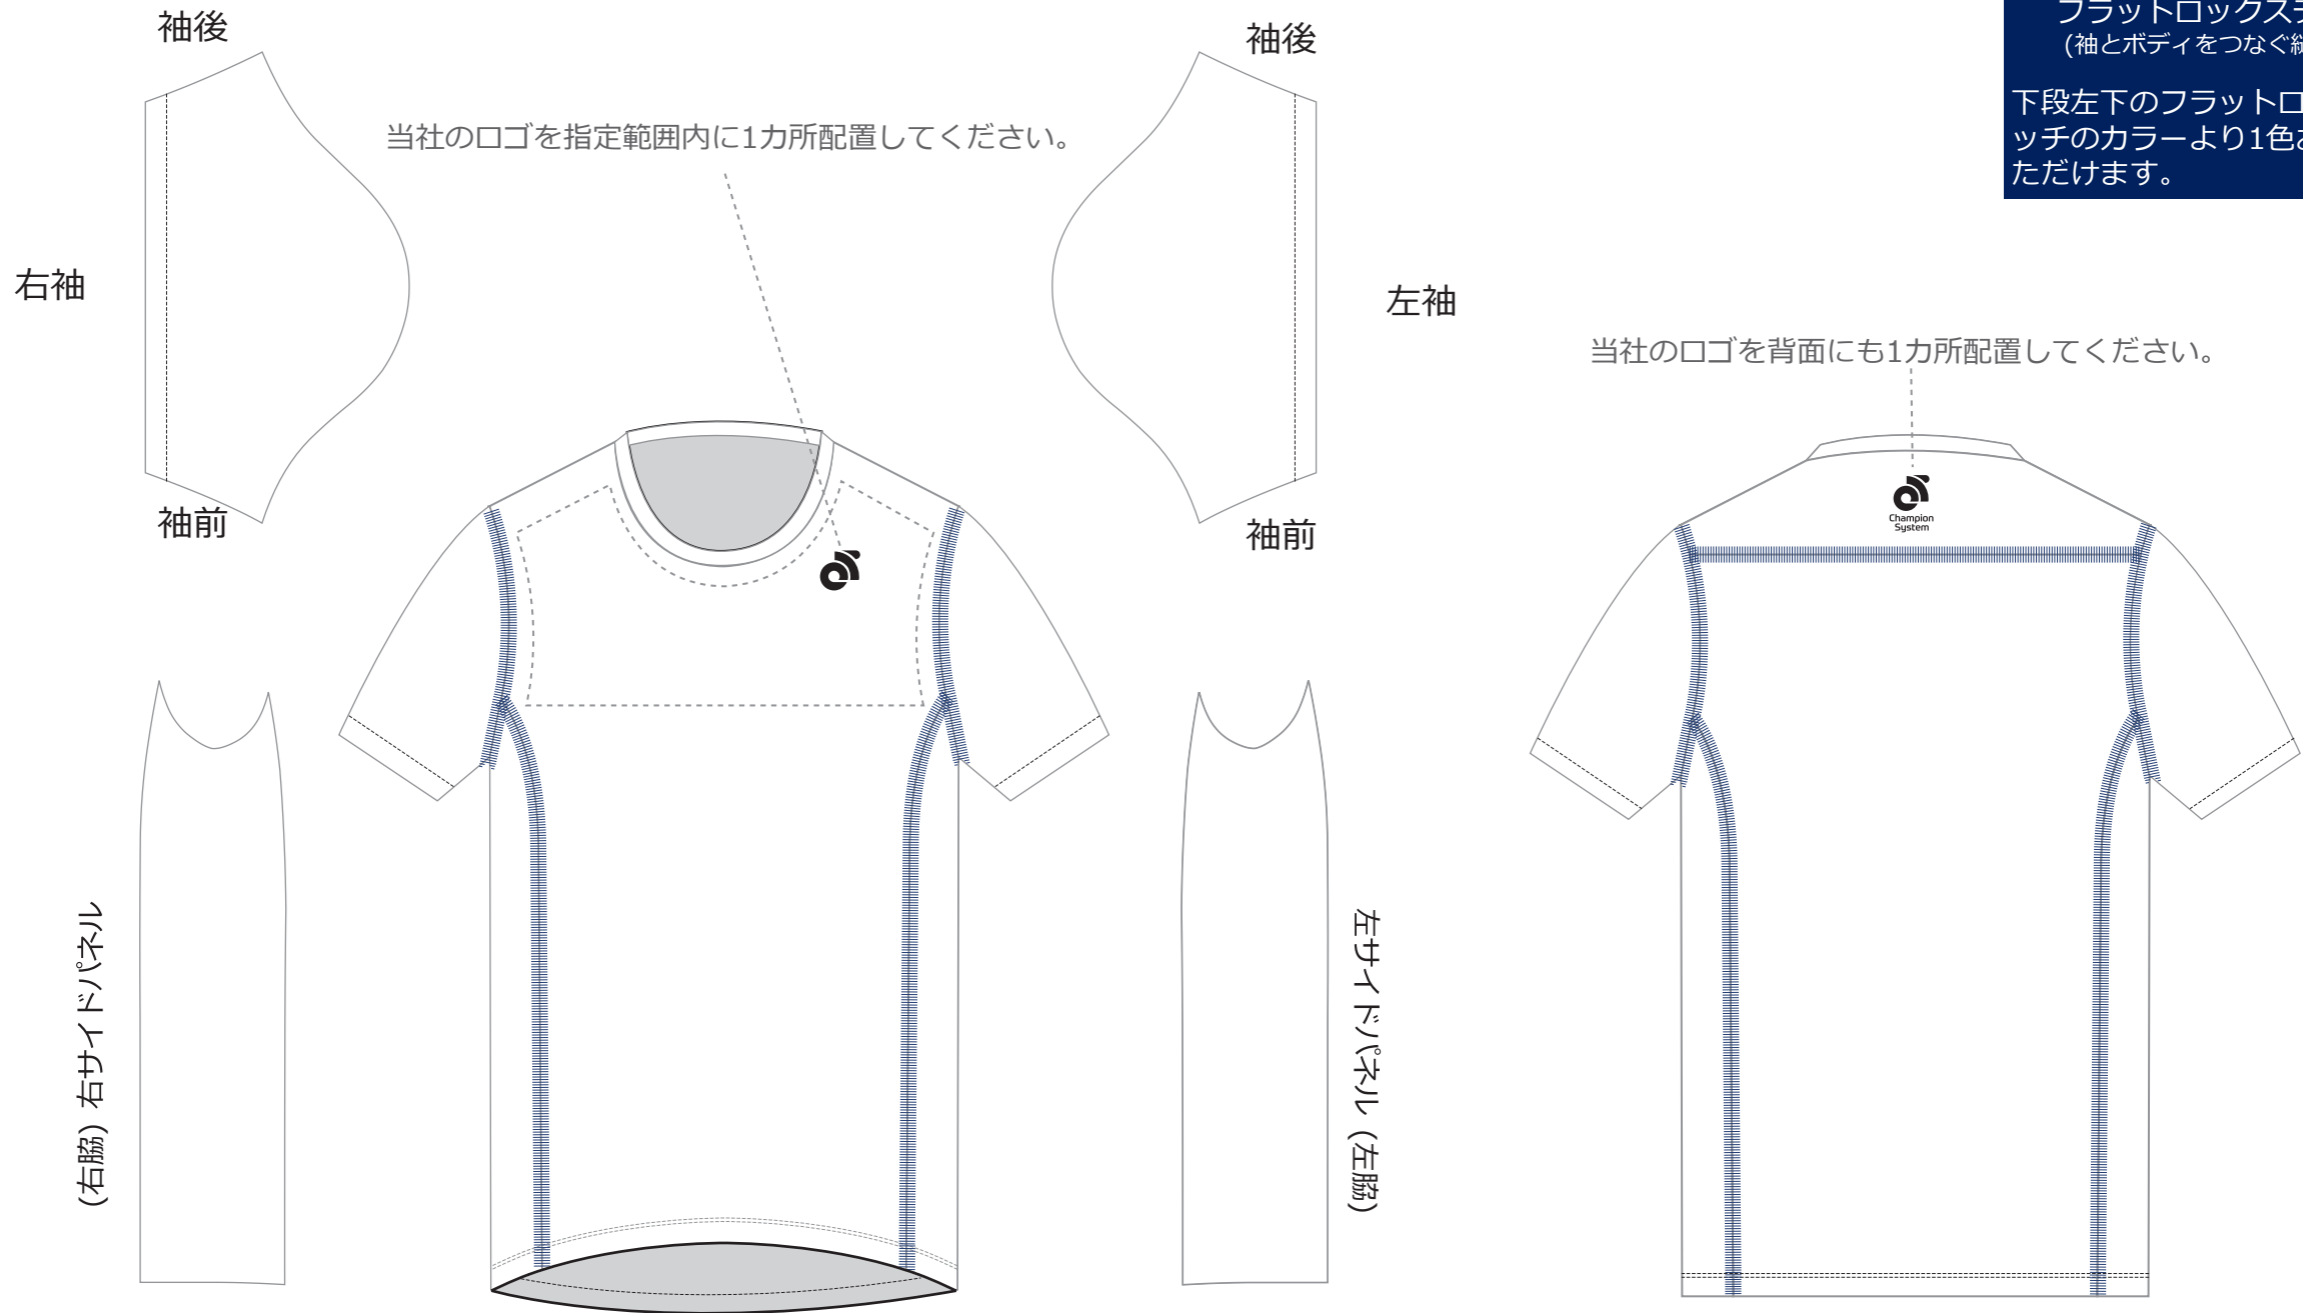 袖後
袖後
フラットロックス
(袖とボディをつなぐ
下段左下のフラットロ
ッチのカラーより1色
ただけます。
当社のロゴを指定範囲内に1カ所配置してください。
右袖
左袖
当社のロゴを背面にも1カ所配置してください。
袖前
袖前
Champion
System
(右脇) 右サイドパネル
左サイドパネル (左脇)